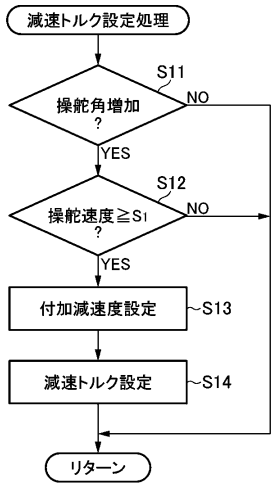 減速トルク設定処理
S11
操舵角増加
?
NO
YES
S12
操舵速度≧S1
?
NO
YES
付加減速度設定
S13
減速トルク設定
S14
リターン